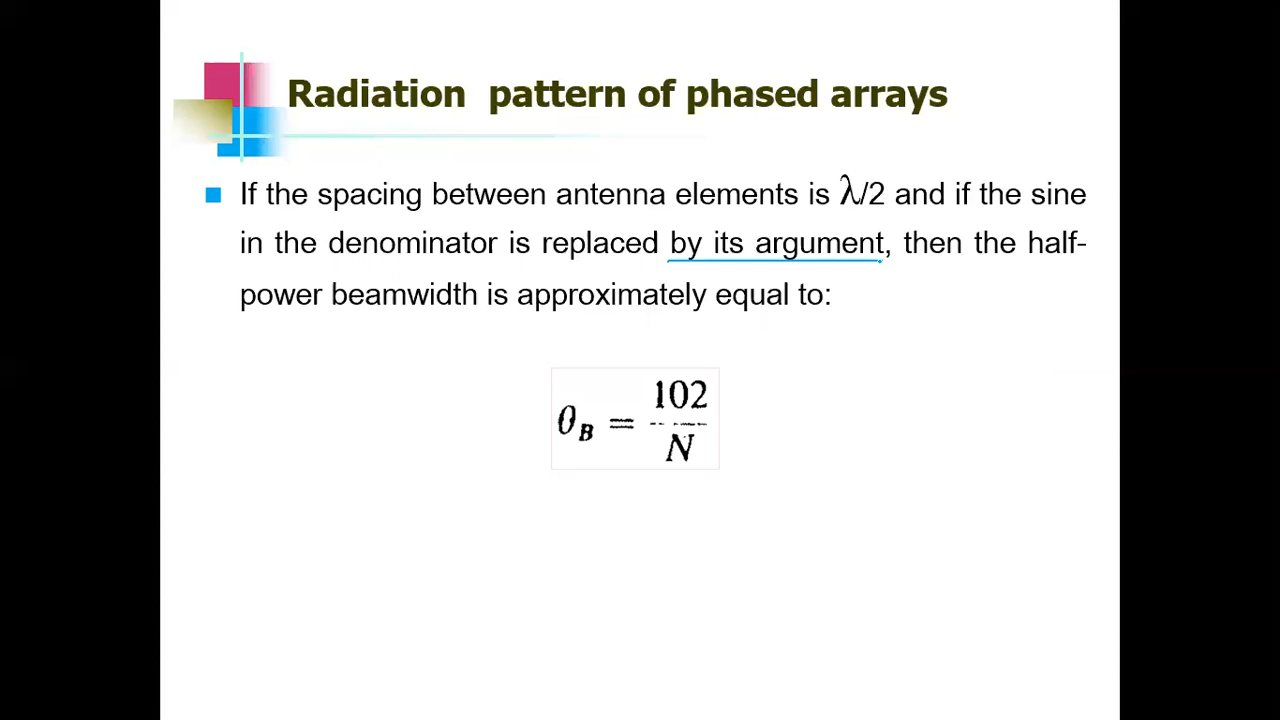 Radiation pattern of phased arrays
If the spacing between antenna elements is λ/2 and if the sine
in the denominator is replaced by its argument, then the half-
power beamwidth is approximately equal to:
θ_B = 102/N